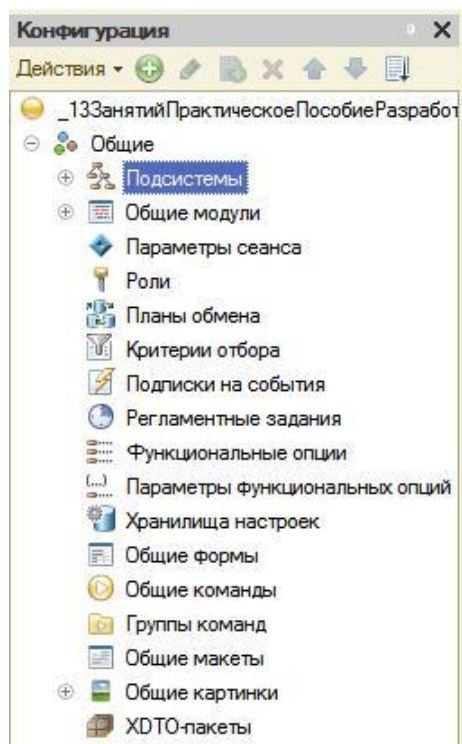 Конфигурация
Действия
_13ЗанятийПрактическоеПособиеРазработ
Общие
Подсистемы
Общие модули
Параметры сеанса
Роли
Планы обмена
Критерии отбора
Подписки на события
Регламентные задания
Функциональные опции
Параметры функциональных опций
Хранилища настроек
Общие формы
Общие команды
Группы команд
Общие макеты
Общие картинки
XDTO-пакеты